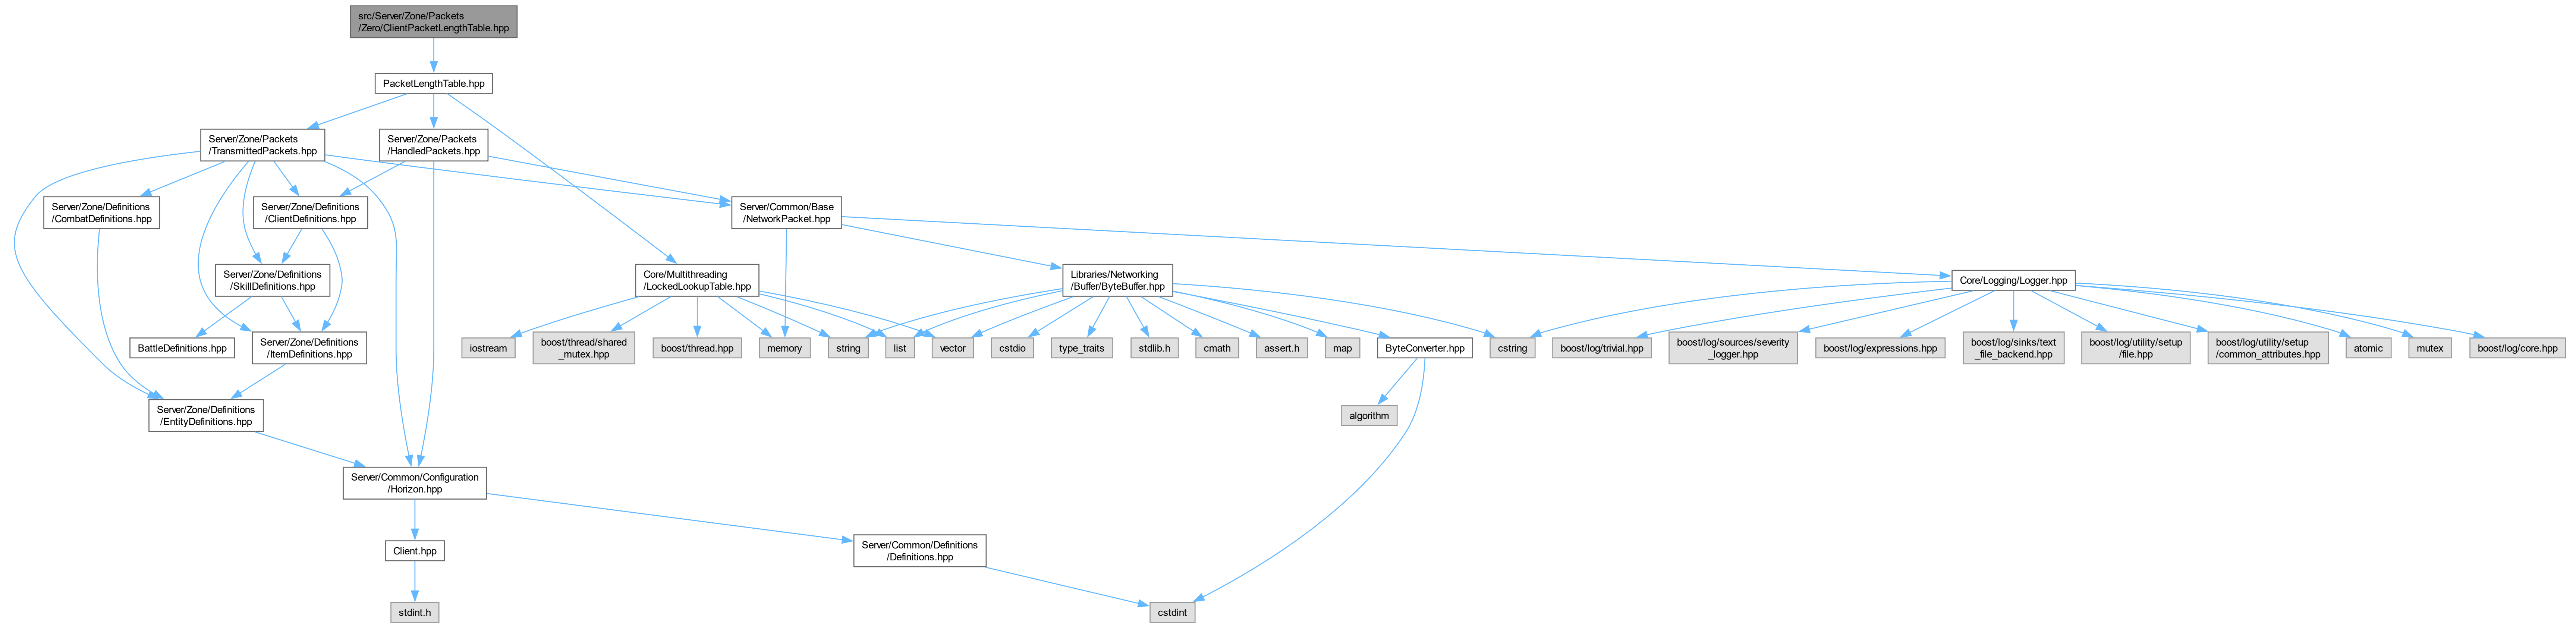 src/Server/Zone/Packets
/Zero/ClientPacketLengthTable.hpp
PacketLengthTable.hpp
Server/Zone/Packets
/TransmittedPackets.hpp
Server/Zone/Packets
/HandledPackets.hpp
Server/Zone/Definitions
/CombatDefinitions.hpp
Server/Zone/Definitions
/ClientDefinitions.hpp
Server/Common/Base
/NetworkPacket.hpp
Server/Zone/Definitions
/SkillDefinitions.hpp
Core/Multithreading
/LockedLookupTable.hpp
Libraries/Networking
/Buffer/ByteBuffer.hpp
Core/Logging/Logger.hpp
BattleDefinitions.hpp
Server/Zone/Definitions
/ItemDefinitions.hpp
iostream
boost/thread/shared
_mutex.hpp
boost/thread.hpp
memory
string
list
vector
cstdio
type_traits
stdlib.h
cmath
assert.h
map
ByteConverter.hpp
cstring
boost/log/trivial.hpp
boost/log/sources/severity
_logger.hpp
boost/log/expressions.hpp
boost/log/sinks/text
_file_backend.hpp
boost/log/utility/setup
/file.hpp
boost/log/utility/setup
/common_attributes.hpp
atomic
mutex
boost/log/core.hpp
Server/Zone/Definitions
/EntityDefinitions.hpp
algorithm
Server/Common/Configuration
/Horizon.hpp
Client.hpp
Server/Common/Definitions
/Definitions.hpp
stdint.h
cstdint